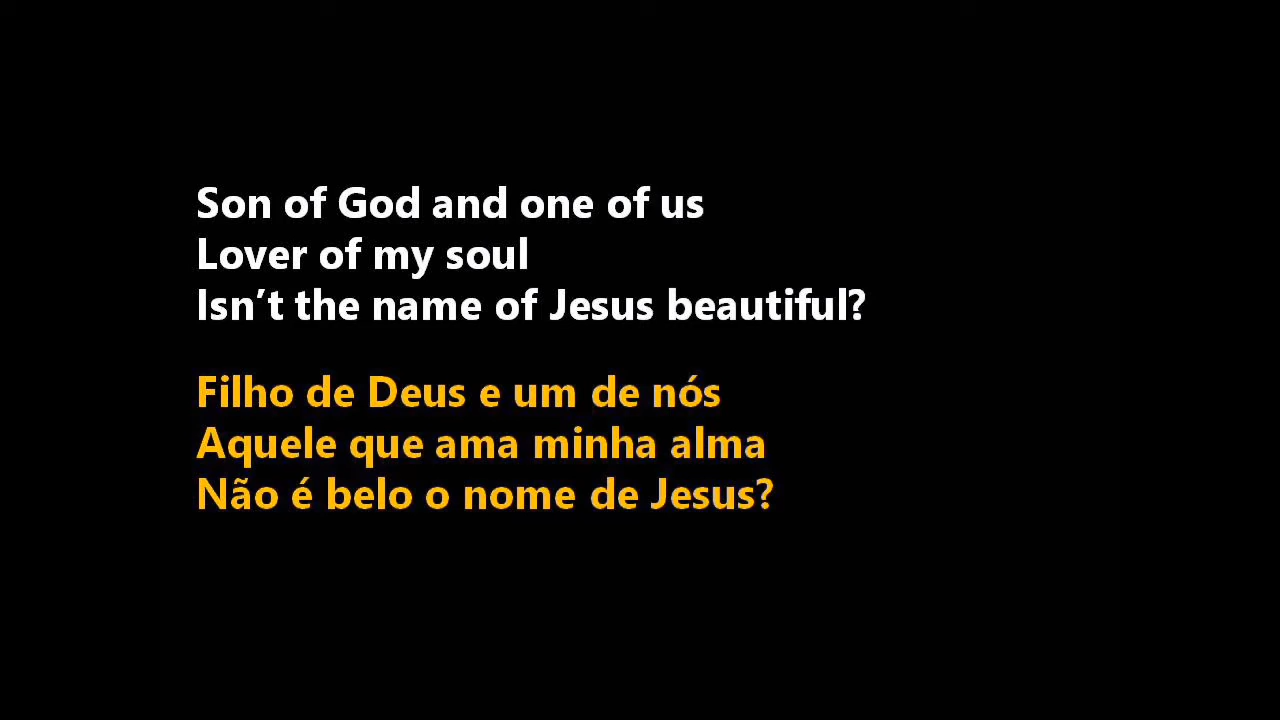 Son of God and one of us
Lover of my soul
Isn’t the name of Jesus beautiful?
Filho de Deus e um de nós
Aquele que ama minha alma
Não é belo o nome de Jesus?